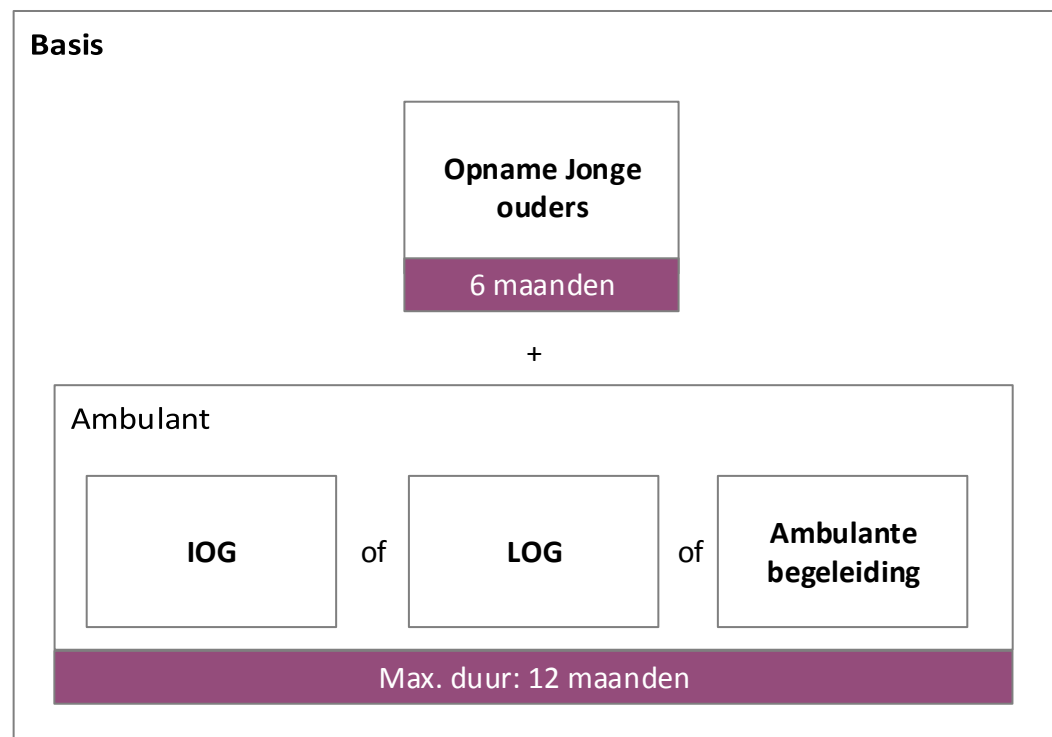 Basis
Opname Jonge
ouders
6 maanden
+
Ambulant
IOG of LOG of Ambulante
begeleiding
Max. duur: 12 maanden